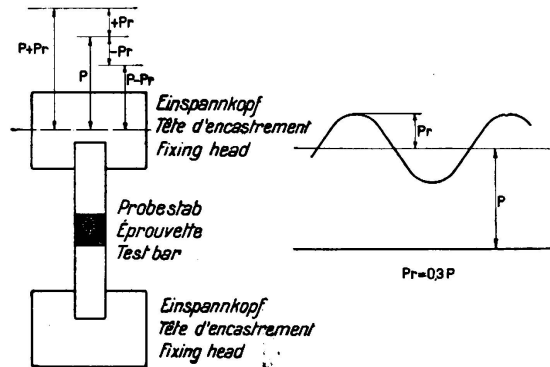 +Pr
P+Pr
-Pr
P
P-Pr
Einspannkopf
Tête d'encastrement
Fixing head
Pr
Probestab
Éprouvette
Test bar
P
Pr=0,3P
Einspannkopf
Tête d'encastrement
Fixing head